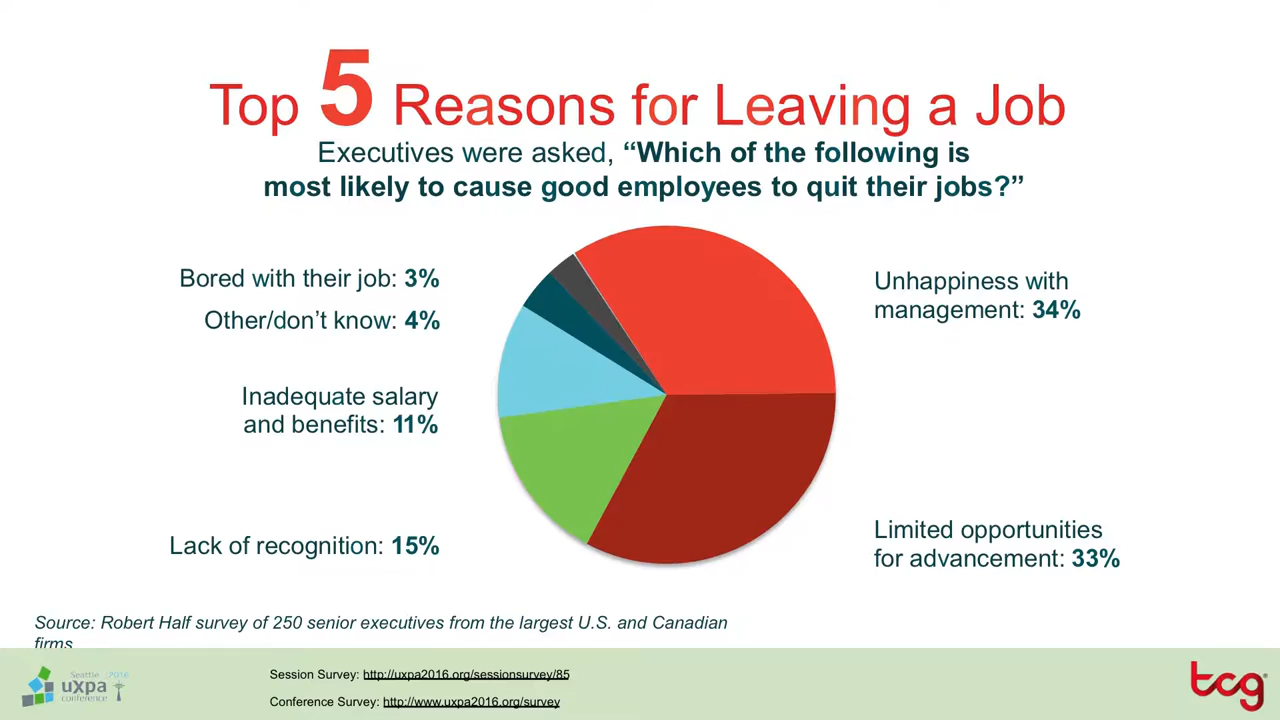 Top 5 Reasons for Leaving a Job
Executives were asked, “Which of the following is
most likely to cause good employees to quit their jobs?”
Bored with their job: 3%
Other/don’t know: 4%
Inadequate salary
and benefits: 11%
Lack of recognition: 15%
Unhappiness with
management: 34%
Limited opportunities
for advancement: 33%
Source: Robert Half survey of 250 senior executives from the largest U.S. and Canadian
firms
Seattle 2016
uxpa
conference
Session Survey: http://uxpa2016.org/sessionsurvey/85
Conference Survey: http://www.uxpa2016.org/survey
tcg